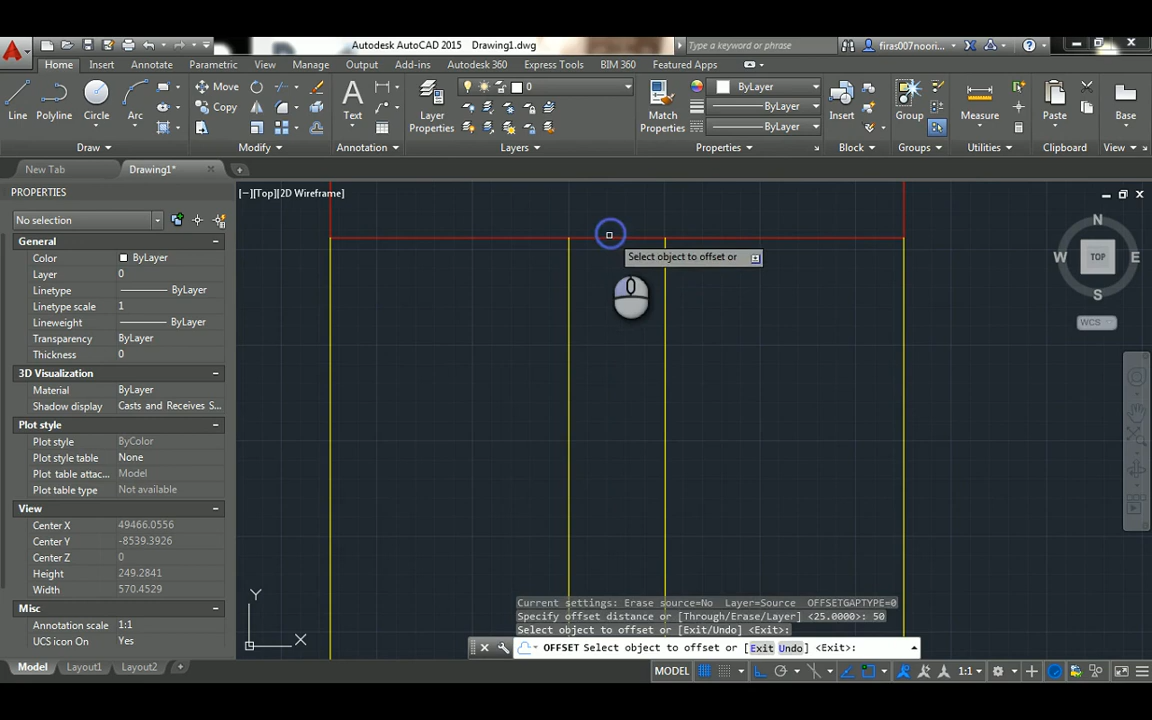 Autodesk AutoCAD 2015 Drawing1.dwg
Type a keyword or phrase
firas007noori...
Home Insert Annotate Parametric View Manage Output Add-ins Autodesk 360 Express Tools BIM 360 Featured Apps
Line Polyline Circle Arc
Move
Copy
Text
Layer Properties
0
Match Properties
ByLayer
ByLayer
ByLayer
Insert
Group
Measure
Paste
Base
Draw Modify Annotation Layers Properties Block Groups Utilities Clipboard View
New Tab Drawing1*
PROPERTIES
No selection
[−][Top][2D Wireframe]
General
Color ByLayer
Layer 0
Linetype ByLayer
Linetype scale 1
Lineweight ByLayer
Transparency ByLayer
Thickness 0
3D Visualization
Material ByLayer
Shadow display Casts and Receives S...
Plot style
Plot style ByColor
Plot style table None
Plot table attac... Model
Plot table type Not available
View
Center X 49466.0556
Center Y -8539.3926
Center Z 0
Height 249.2841
Width 570.4529
Misc
Annotation scale 1:1
UCS icon On Yes
Select object to offset or
N
W TOP E
S
WCS
Y
X
Current settings: Erase source=No Layer=Source OFFSETGAPTYPE=0
Specify offset distance or [Through/Erase/Layer] <25.0000>: 50
Select object to offset or [Exit/Undo] <Exit>:
OFFSET Select object to offset or [Exit Undo] <Exit>:
Model Layout1 Layout2
MODEL 1:1